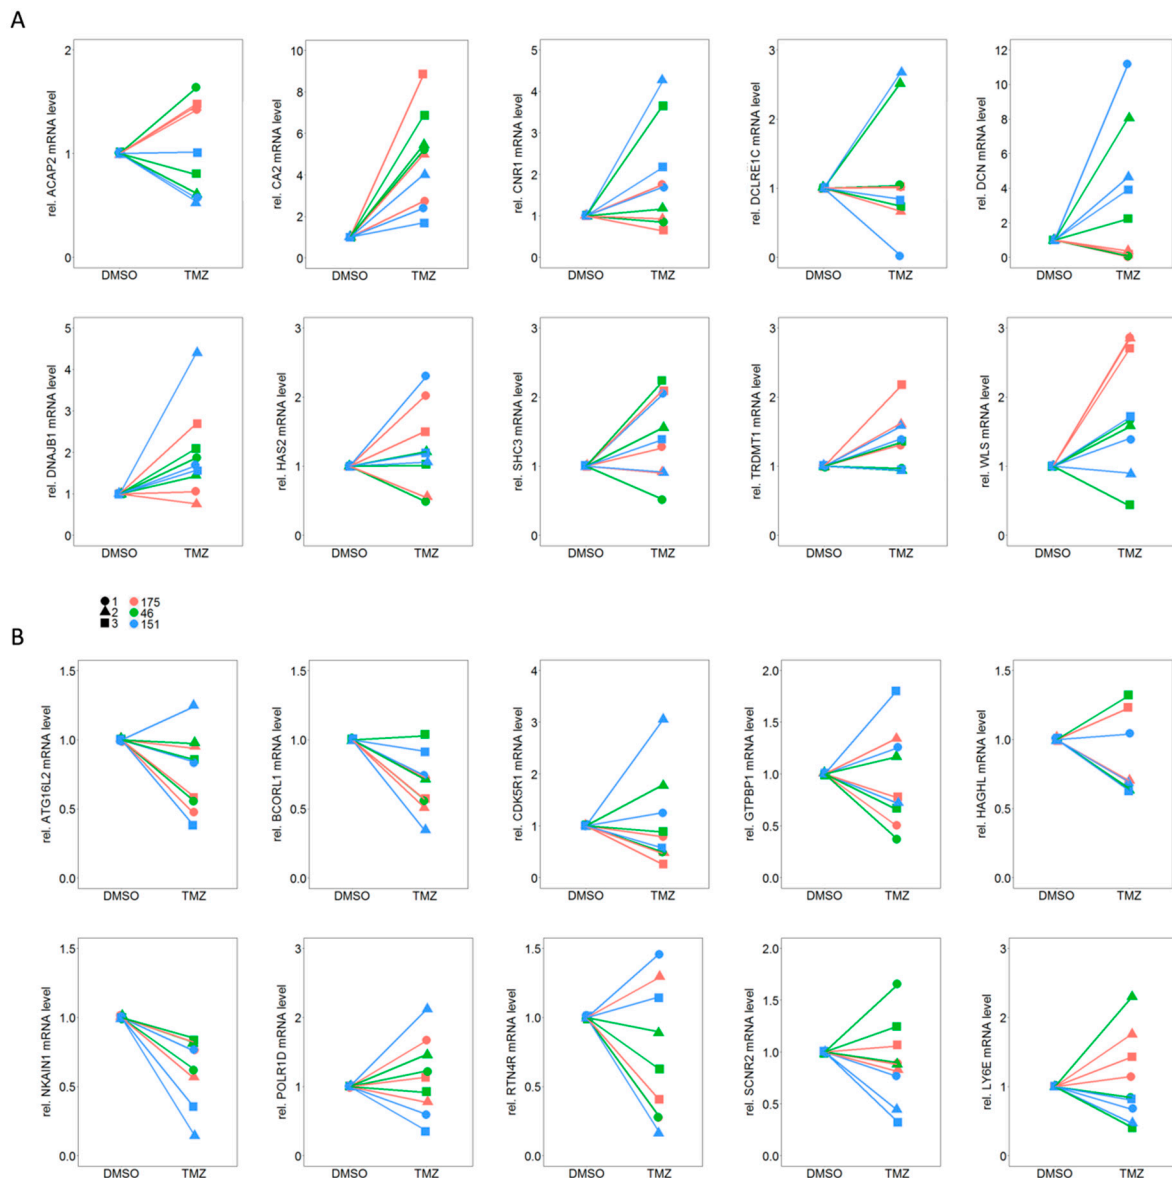 A
rel. ACAP2 mRNA level
2
1
0
DMSO TMZ
rel. CA2 mRNA level
10
8
6
4
2
0
DMSO TMZ
rel. CNR1 mRNA level
5
4
3
2
1
0
DMSO TMZ
rel. DCLRE1C mRNA level
3
2
1
0
DMSO TMZ
rel. DCN mRNA level
12
10
8
6
4
2
0
DMSO TMZ
rel. DNAJB1 mRNA level
5
4
3
2
1
0
DMSO TMZ
rel. HAS2 mRNA level
3
2
1
0
DMSO TMZ
rel. SHC3 mRNA level
3
2
1
0
DMSO TMZ
rel. TRDMT1 mRNA level
3
2
1
0
DMSO TMZ
rel. WLS mRNA level
3
2
1
0
DMSO TMZ
1 175
2 46
3 151
B
rel. ATG16L2 mRNA level
1.5
1.0
0.5
0.0
DMSO TMZ
rel. BCORL1 mRNA level
1.5
1.0
0.5
0.0
DMSO TMZ
rel. CDK5R1 mRNA level
4
3
2
1
0
DMSO TMZ
rel. GTPBP1 mRNA level
2.0
1.5
1.0
0.5
0.0
DMSO TMZ
rel. HAGHL mRNA level
1.5
1.0
0.5
0.0
DMSO TMZ
rel. NKAIN1 mRNA level
1.5
1.0
0.5
0.0
DMSO TMZ
rel. POLR1D mRNA level
3
2
1
0
DMSO TMZ
rel. RTN4R mRNA level
1.5
1.0
0.5
0.0
DMSO TMZ
rel. SCNR2 mRNA level
2.0
1.5
1.0
0.5
0.0
DMSO TMZ
rel. LY6E mRNA level
3
2
1
0
DMSO TMZ